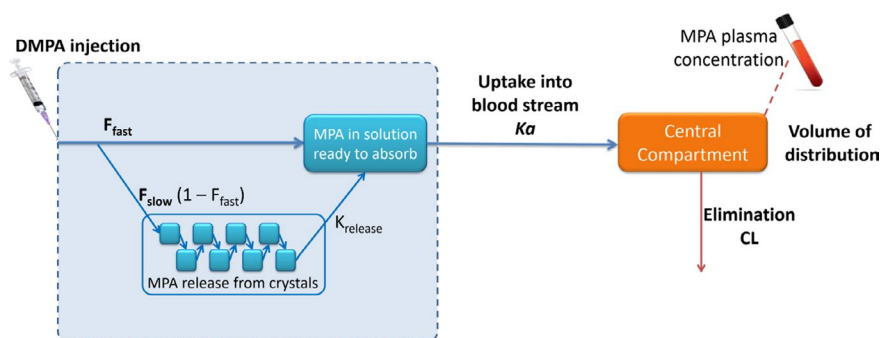 DMPA injection
F_fast
MPA in solution
ready to absorb
F_slow (1 − F_fast)
K_release
MPA release from crystals
Uptake into
blood stream
Ka
MPA plasma
concentration
Central
Compartment
Volume of
distribution
Elimination
CL